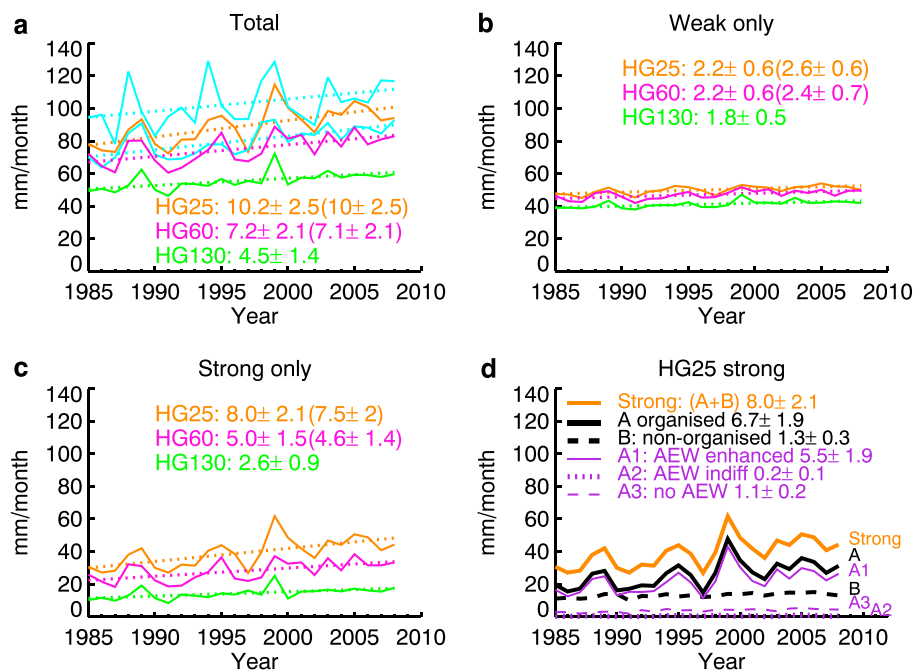 a Total
140
120
100
80
60
40
20
0
mm/month
HG25: 10.2± 2.5(10± 2.5)
HG60: 7.2± 2.1(7.1± 2.1)
HG130: 4.5± 1.4
1985 1990 1995 2000 2005 2010
Year
b Weak only
140
120
100
80
60
40
20
0
mm/month
HG25: 2.2± 0.6(2.6± 0.6)
HG60: 2.2± 0.6(2.4± 0.7)
HG130: 1.8± 0.5
1985 1990 1995 2000 2005 2010
Year
c Strong only
140
120
100
80
60
40
20
0
mm/month
HG25: 8.0± 2.1(7.5± 2)
HG60: 5.0± 1.5(4.6± 1.4)
HG130: 2.6± 0.9
1985 1990 1995 2000 2005 2010
Year
d HG25 strong
140
120
100
80
60
40
20
0
mm/month
Strong: (A+B) 8.0± 2.1
A organised 6.7± 1.9
B: non-organised 1.3± 0.3
A1: AEW enhanced 5.5± 1.9
A2: AEW indiff 0.2± 0.1
A3: no AEW 1.1± 0.2
Strong
A
A1
B
A3 A2
1985 1990 1995 2000 2005 2010
Year